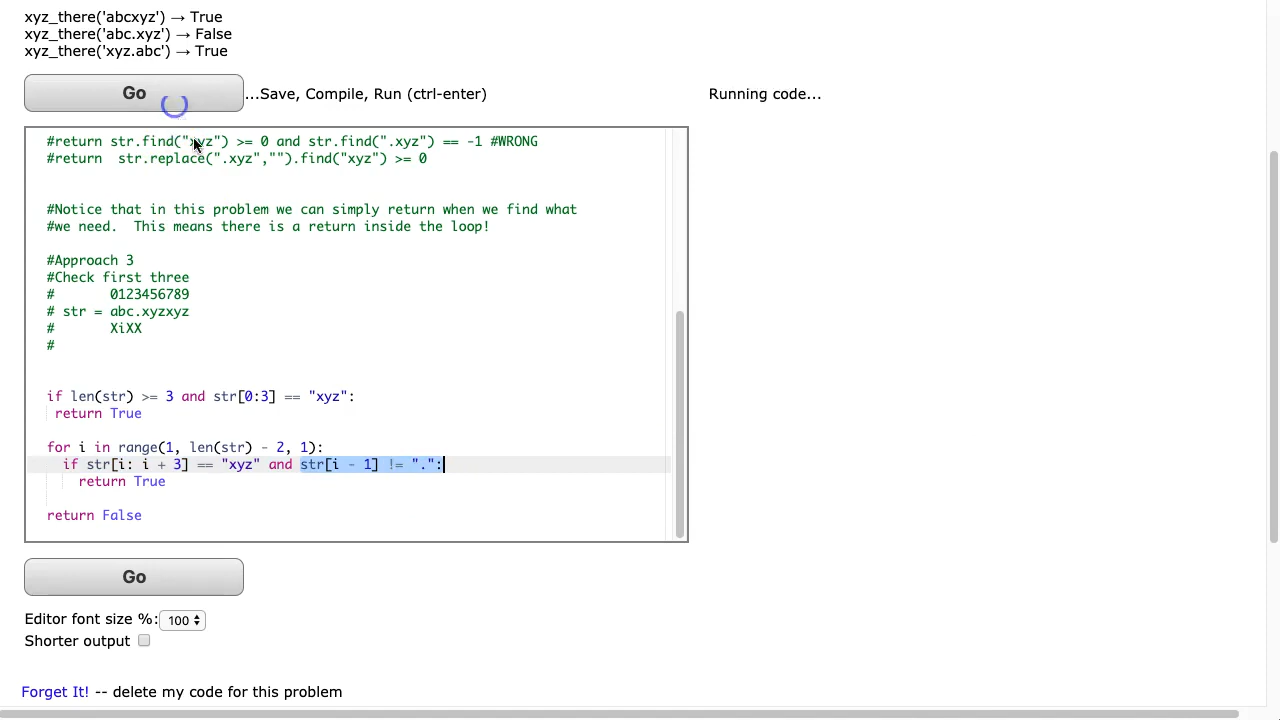 xyz_there('abcxyz') → True
xyz_there('abc.xyz') → False
xyz_there('xyz.abc') → True
Go ...Save, Compile, Run (ctrl-enter) Running code...
#return str.find("xyz") >= 0 and str.find(".xyz") == -1 #WRONG
#return  str.replace(".xyz","").find("xyz") >= 0
#Notice that in this problem we can simply return when we find what
#we need.  This means there is a return inside the loop!
#Approach 3
#Check first three
#       0123456789
# str = abc.xyzxyz
#       XiXX
#
if len(str) >= 3 and str[0:3] == "xyz":
 return True
for i in range(1, len(str) - 2, 1):
  if str[i: i + 3] == "xyz" and str[i - 1] != ".":
    return True
return False
Go
Editor font size %: 100
Shorter output
Forget It! -- delete my code for this problem